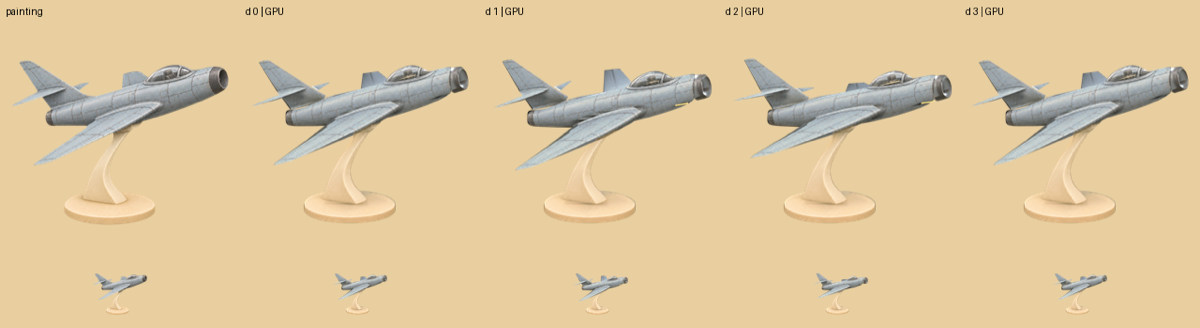 painting
d 0 | GPU
d 1 | GPU
d 2 | GPU
d 3 | GPU